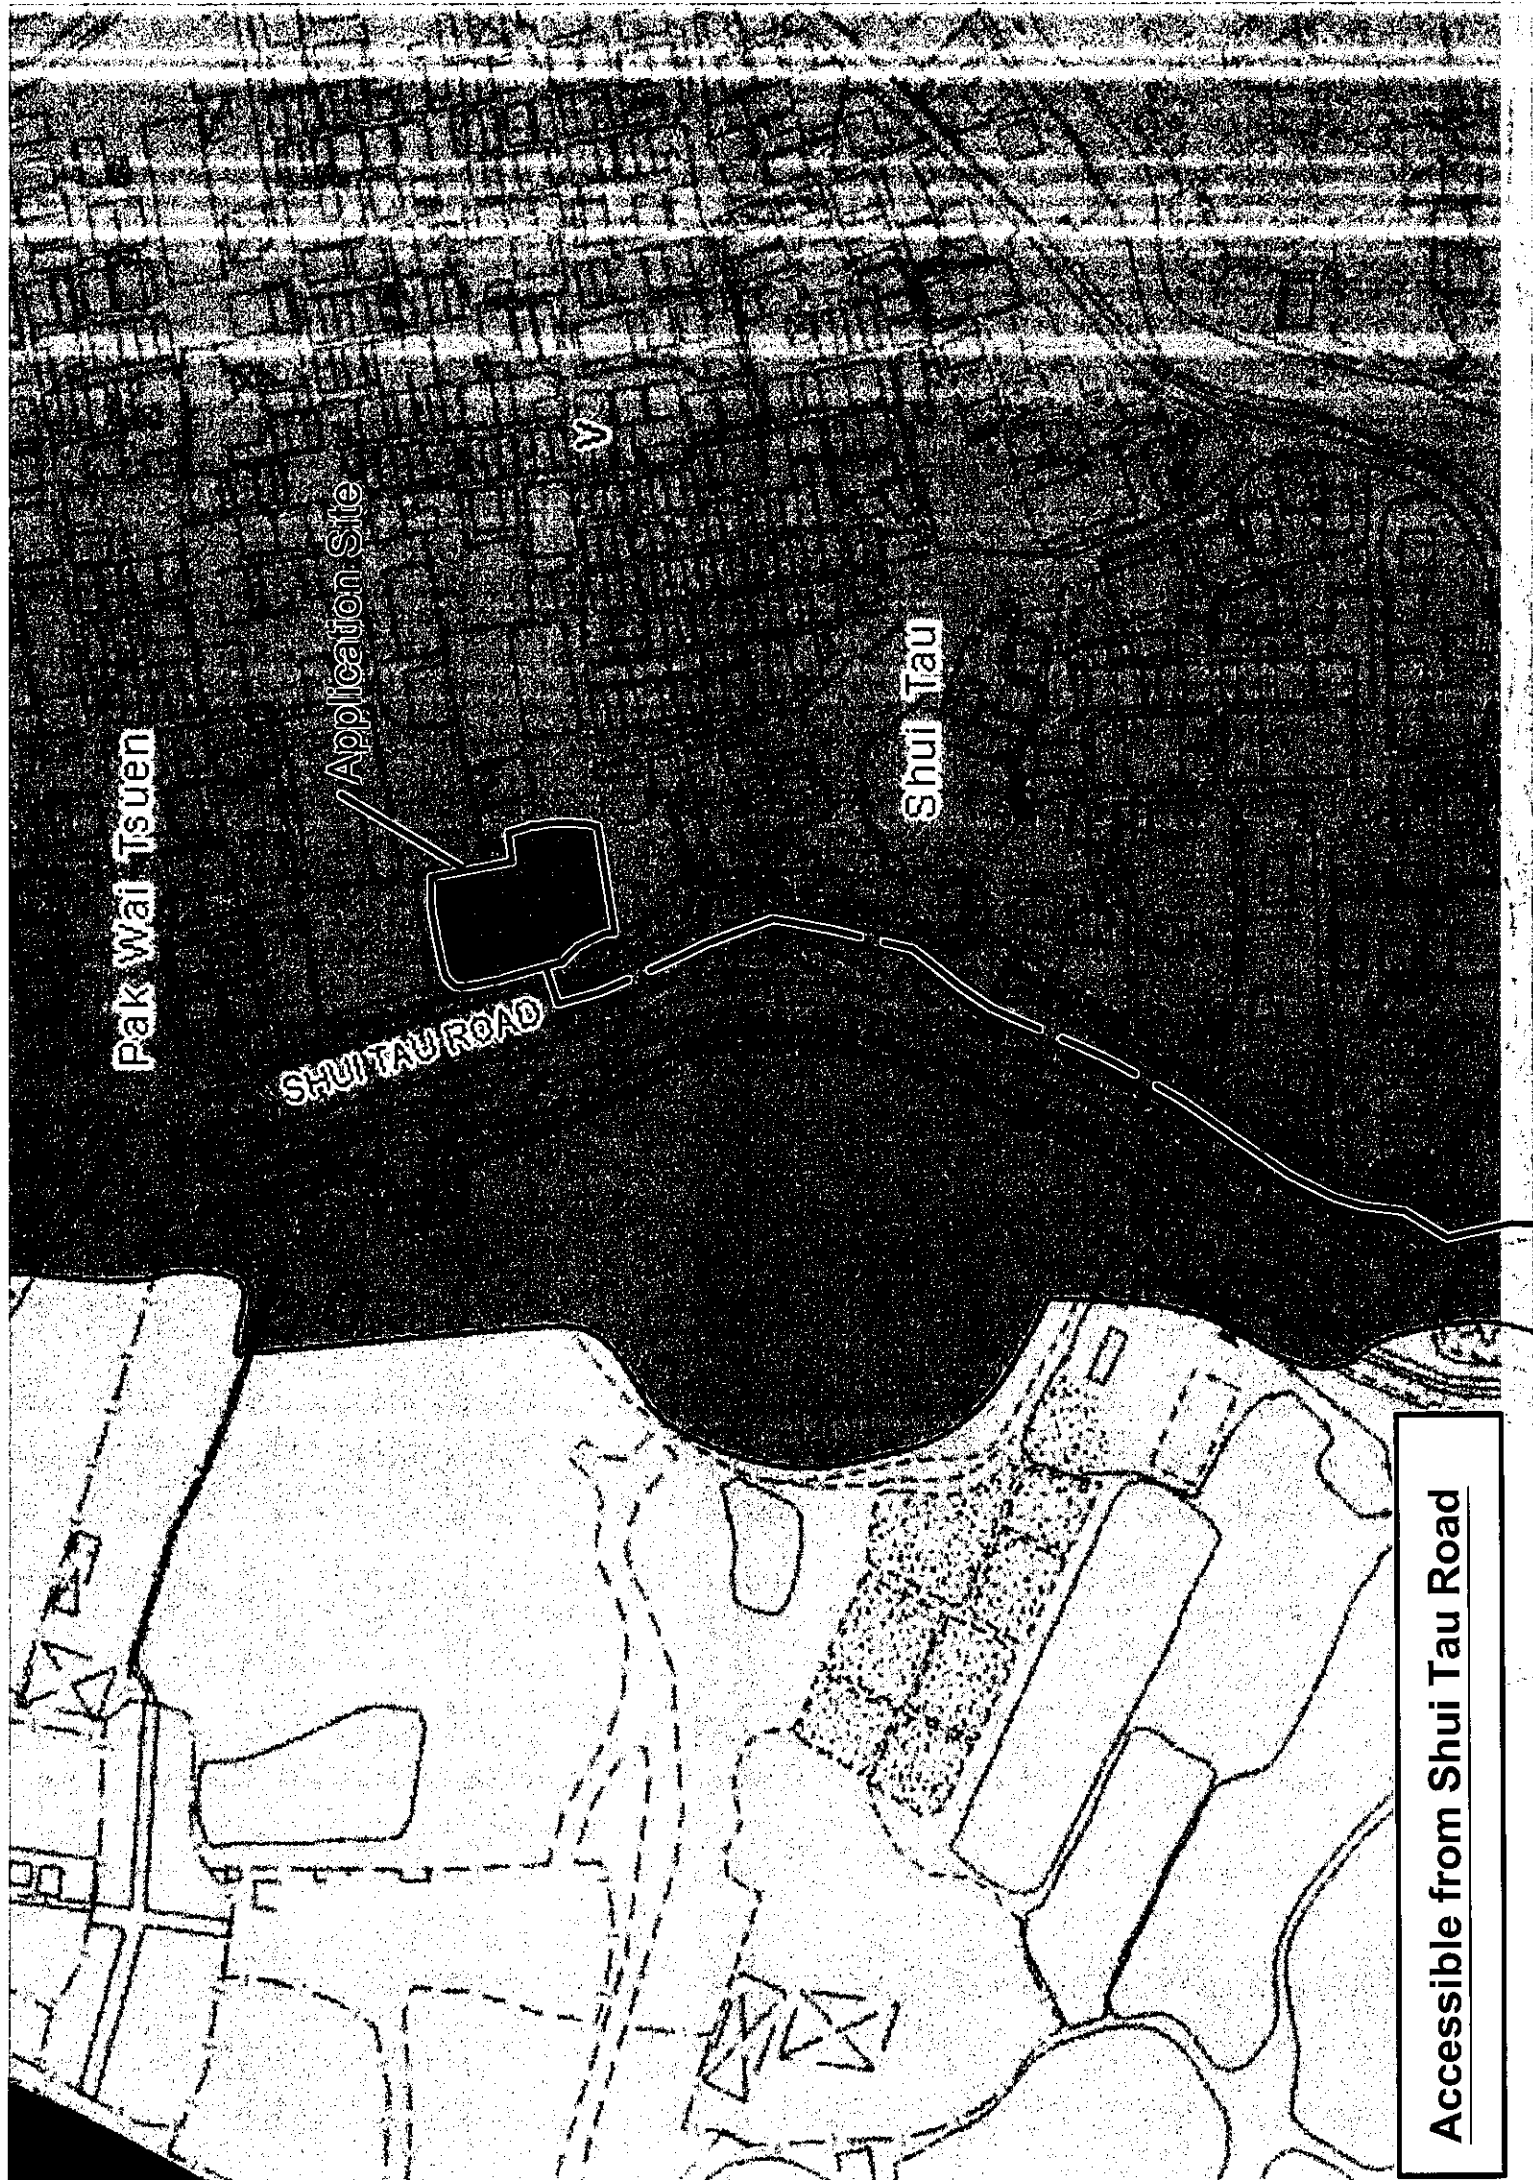 Pak Wai Tsuen
Application Site
SHUI TAU ROAD
V
Shui Tau
Accessible from Shui Tau Road